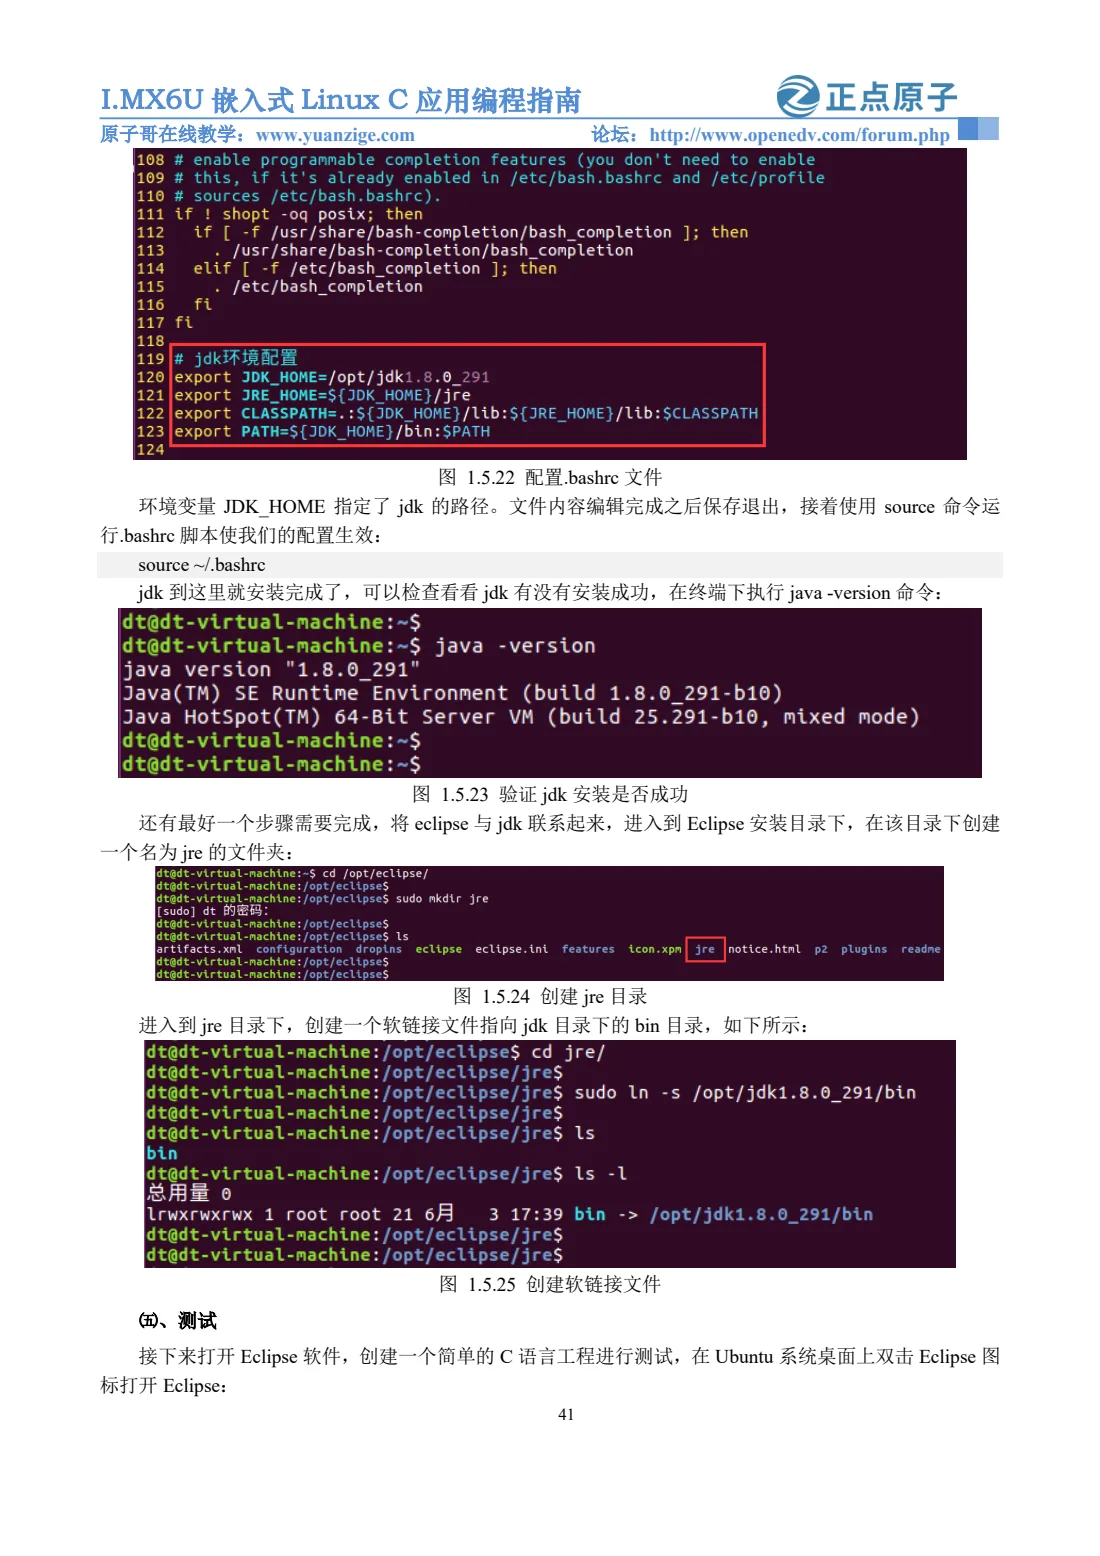 I.MX6U 嵌入式 Linux C 应用编程指南
正点原子
原子哥在线教学：www.yuanzige.com 论坛：http://www.openedv.com/forum.php
108 # enable programmable completion features (you don't need to enable
109 # this, if it's already enabled in /etc/bash.bashrc and /etc/profile
110 # sources /etc/bash.bashrc).
111 if ! shopt -oq posix; then
112   if [ -f /usr/share/bash-completion/bash_completion ]; then
113     . /usr/share/bash-completion/bash_completion
114   elif [ -f /etc/bash_completion ]; then
115     . /etc/bash_completion
116   fi
117 fi
118
119 # jdk环境配置
120 export JDK_HOME=/opt/jdk1.8.0_291
121 export JRE_HOME=${JDK_HOME}/jre
122 export CLASSPATH=.:${JDK_HOME}/lib:${JRE_HOME}/lib:$CLASSPATH
123 export PATH=${JDK_HOME}/bin:$PATH
124
图 1.5.22 配置.bashrc 文件
环境变量 JDK_HOME 指定了 jdk 的路径。文件内容编辑完成之后保存退出，接着使用 source 命令运
行.bashrc 脚本使我们的配置生效：
source ~/.bashrc
jdk 到这里就安装完成了，可以检查看看 jdk 有没有安装成功，在终端下执行 java -version 命令：
dt@dt-virtual-machine:~$
dt@dt-virtual-machine:~$ java -version
java version "1.8.0_291"
Java(TM) SE Runtime Environment (build 1.8.0_291-b10)
Java HotSpot(TM) 64-Bit Server VM (build 25.291-b10, mixed mode)
dt@dt-virtual-machine:~$
dt@dt-virtual-machine:~$
图 1.5.23 验证 jdk 安装是否成功
还有最好一个步骤需要完成，将 eclipse 与 jdk 联系起来，进入到 Eclipse 安装目录下，在该目录下创建
一个名为 jre 的文件夹：
dt@dt-virtual-machine:~$ cd /opt/eclipse/
dt@dt-virtual-machine:/opt/eclipse$
dt@dt-virtual-machine:/opt/eclipse$ sudo mkdir jre
[sudo] dt 的密码：
dt@dt-virtual-machine:/opt/eclipse$
dt@dt-virtual-machine:/opt/eclipse$ ls
artifacts.xml configuration dropins eclipse eclipse.ini features icon.xpm jre notice.html p2 plugins readme
dt@dt-virtual-machine:/opt/eclipse$
dt@dt-virtual-machine:/opt/eclipse$
图 1.5.24 创建 jre 目录
进入到 jre 目录下，创建一个软链接文件指向 jdk 目录下的 bin 目录，如下所示：
dt@dt-virtual-machine:/opt/eclipse$ cd jre/
dt@dt-virtual-machine:/opt/eclipse/jre$
dt@dt-virtual-machine:/opt/eclipse/jre$ sudo ln -s /opt/jdk1.8.0_291/bin
dt@dt-virtual-machine:/opt/eclipse/jre$
dt@dt-virtual-machine:/opt/eclipse/jre$ ls
bin
dt@dt-virtual-machine:/opt/eclipse/jre$ ls -l
总用量 0
lrwxrwxrwx 1 root root 21 6月   3 17:39 bin -> /opt/jdk1.8.0_291/bin
dt@dt-virtual-machine:/opt/eclipse/jre$
dt@dt-virtual-machine:/opt/eclipse/jre$
图 1.5.25 创建软链接文件
㈤、测试
接下来打开 Eclipse 软件，创建一个简单的 C 语言工程进行测试，在 Ubuntu 系统桌面上双击 Eclipse 图
标打开 Eclipse：
41